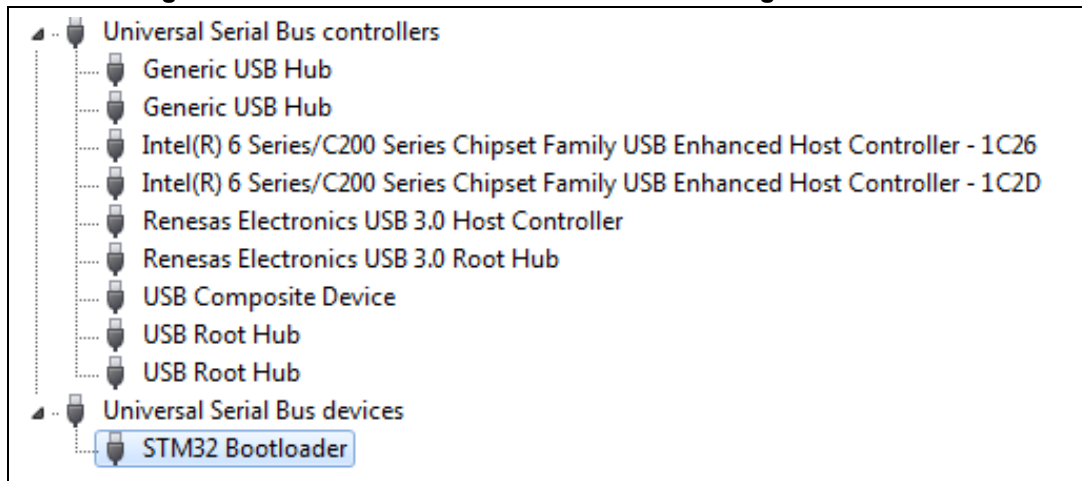 Universal Serial Bus controllers
Generic USB Hub
Generic USB Hub
Intel(R) 6 Series/C200 Series Chipset Family USB Enhanced Host Controller - 1C26
Intel(R) 6 Series/C200 Series Chipset Family USB Enhanced Host Controller - 1C2D
Renesas Electronics USB 3.0 Host Controller
Renesas Electronics USB 3.0 Root Hub
USB Composite Device
USB Root Hub
USB Root Hub
Universal Serial Bus devices
STM32 Bootloader